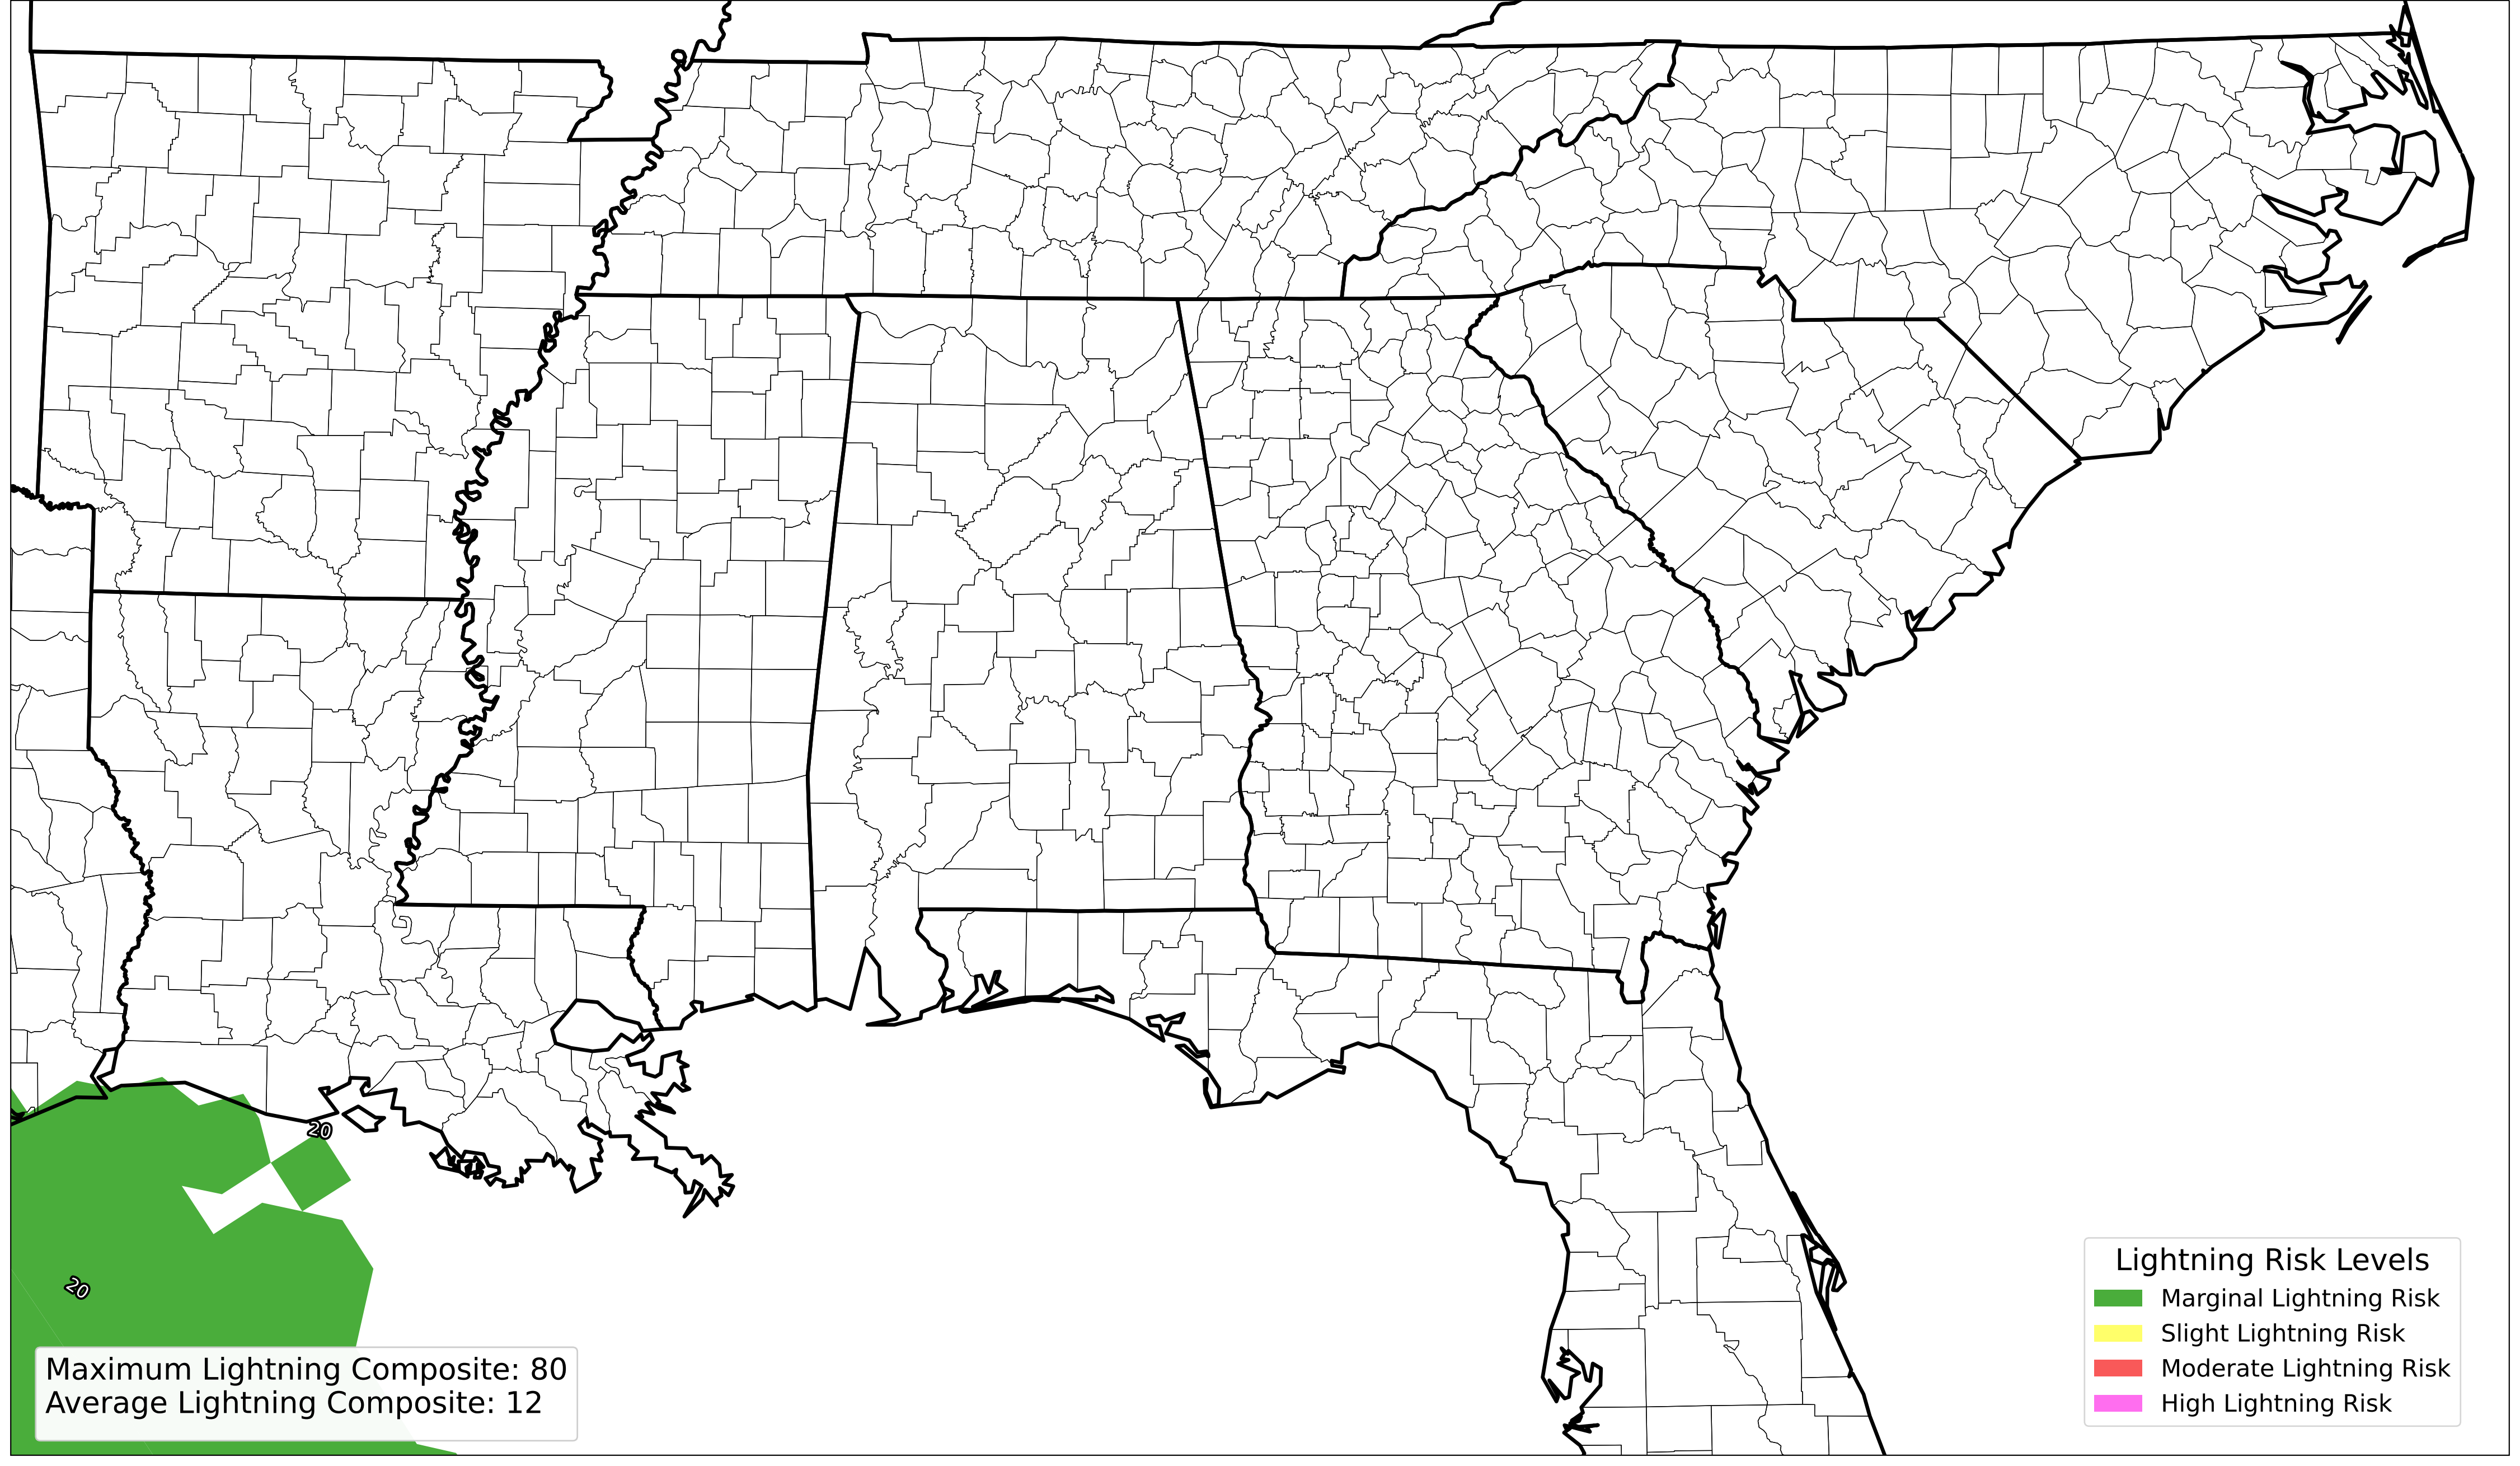 20
20
Maximum Lightning Composite: 80
Average Lightning Composite: 12
Lightning Risk Levels
Marginal Lightning Risk
Slight Lightning Risk
Moderate Lightning Risk
High Lightning Risk